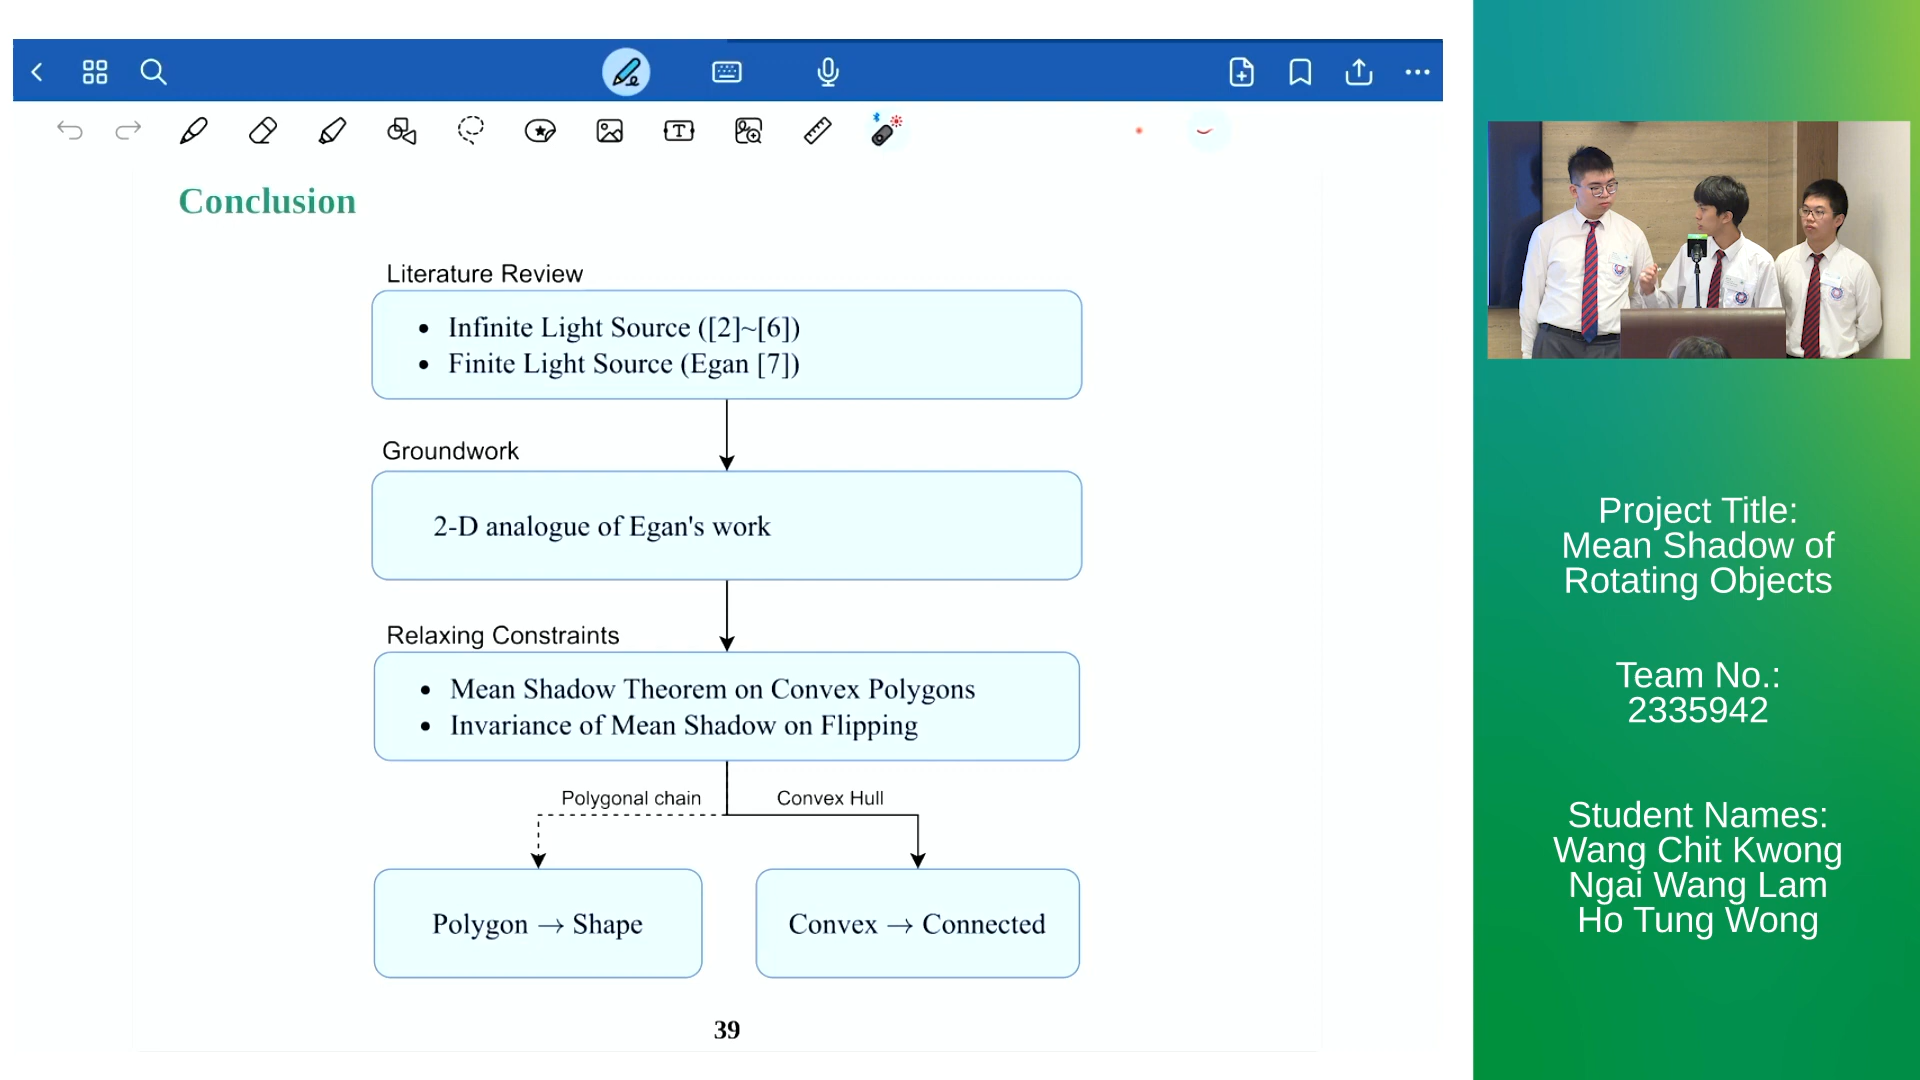 Conclusion
Literature Review
• Infinite Light Source ([2]~[6])
• Finite Light Source (Egan [7])
Groundwork
2-D analogue of Egan's work
Relaxing Constraints
• Mean Shadow Theorem on Convex Polygons
• Invariance of Mean Shadow on Flipping
Polygonal chain
Convex Hull
Polygon → Shape
Convex → Connected
39
Project Title:
Mean Shadow of
Rotating Objects
Team No.:
2335942
Student Names:
Wang Chit Kwong
Ngai Wang Lam
Ho Tung Wong